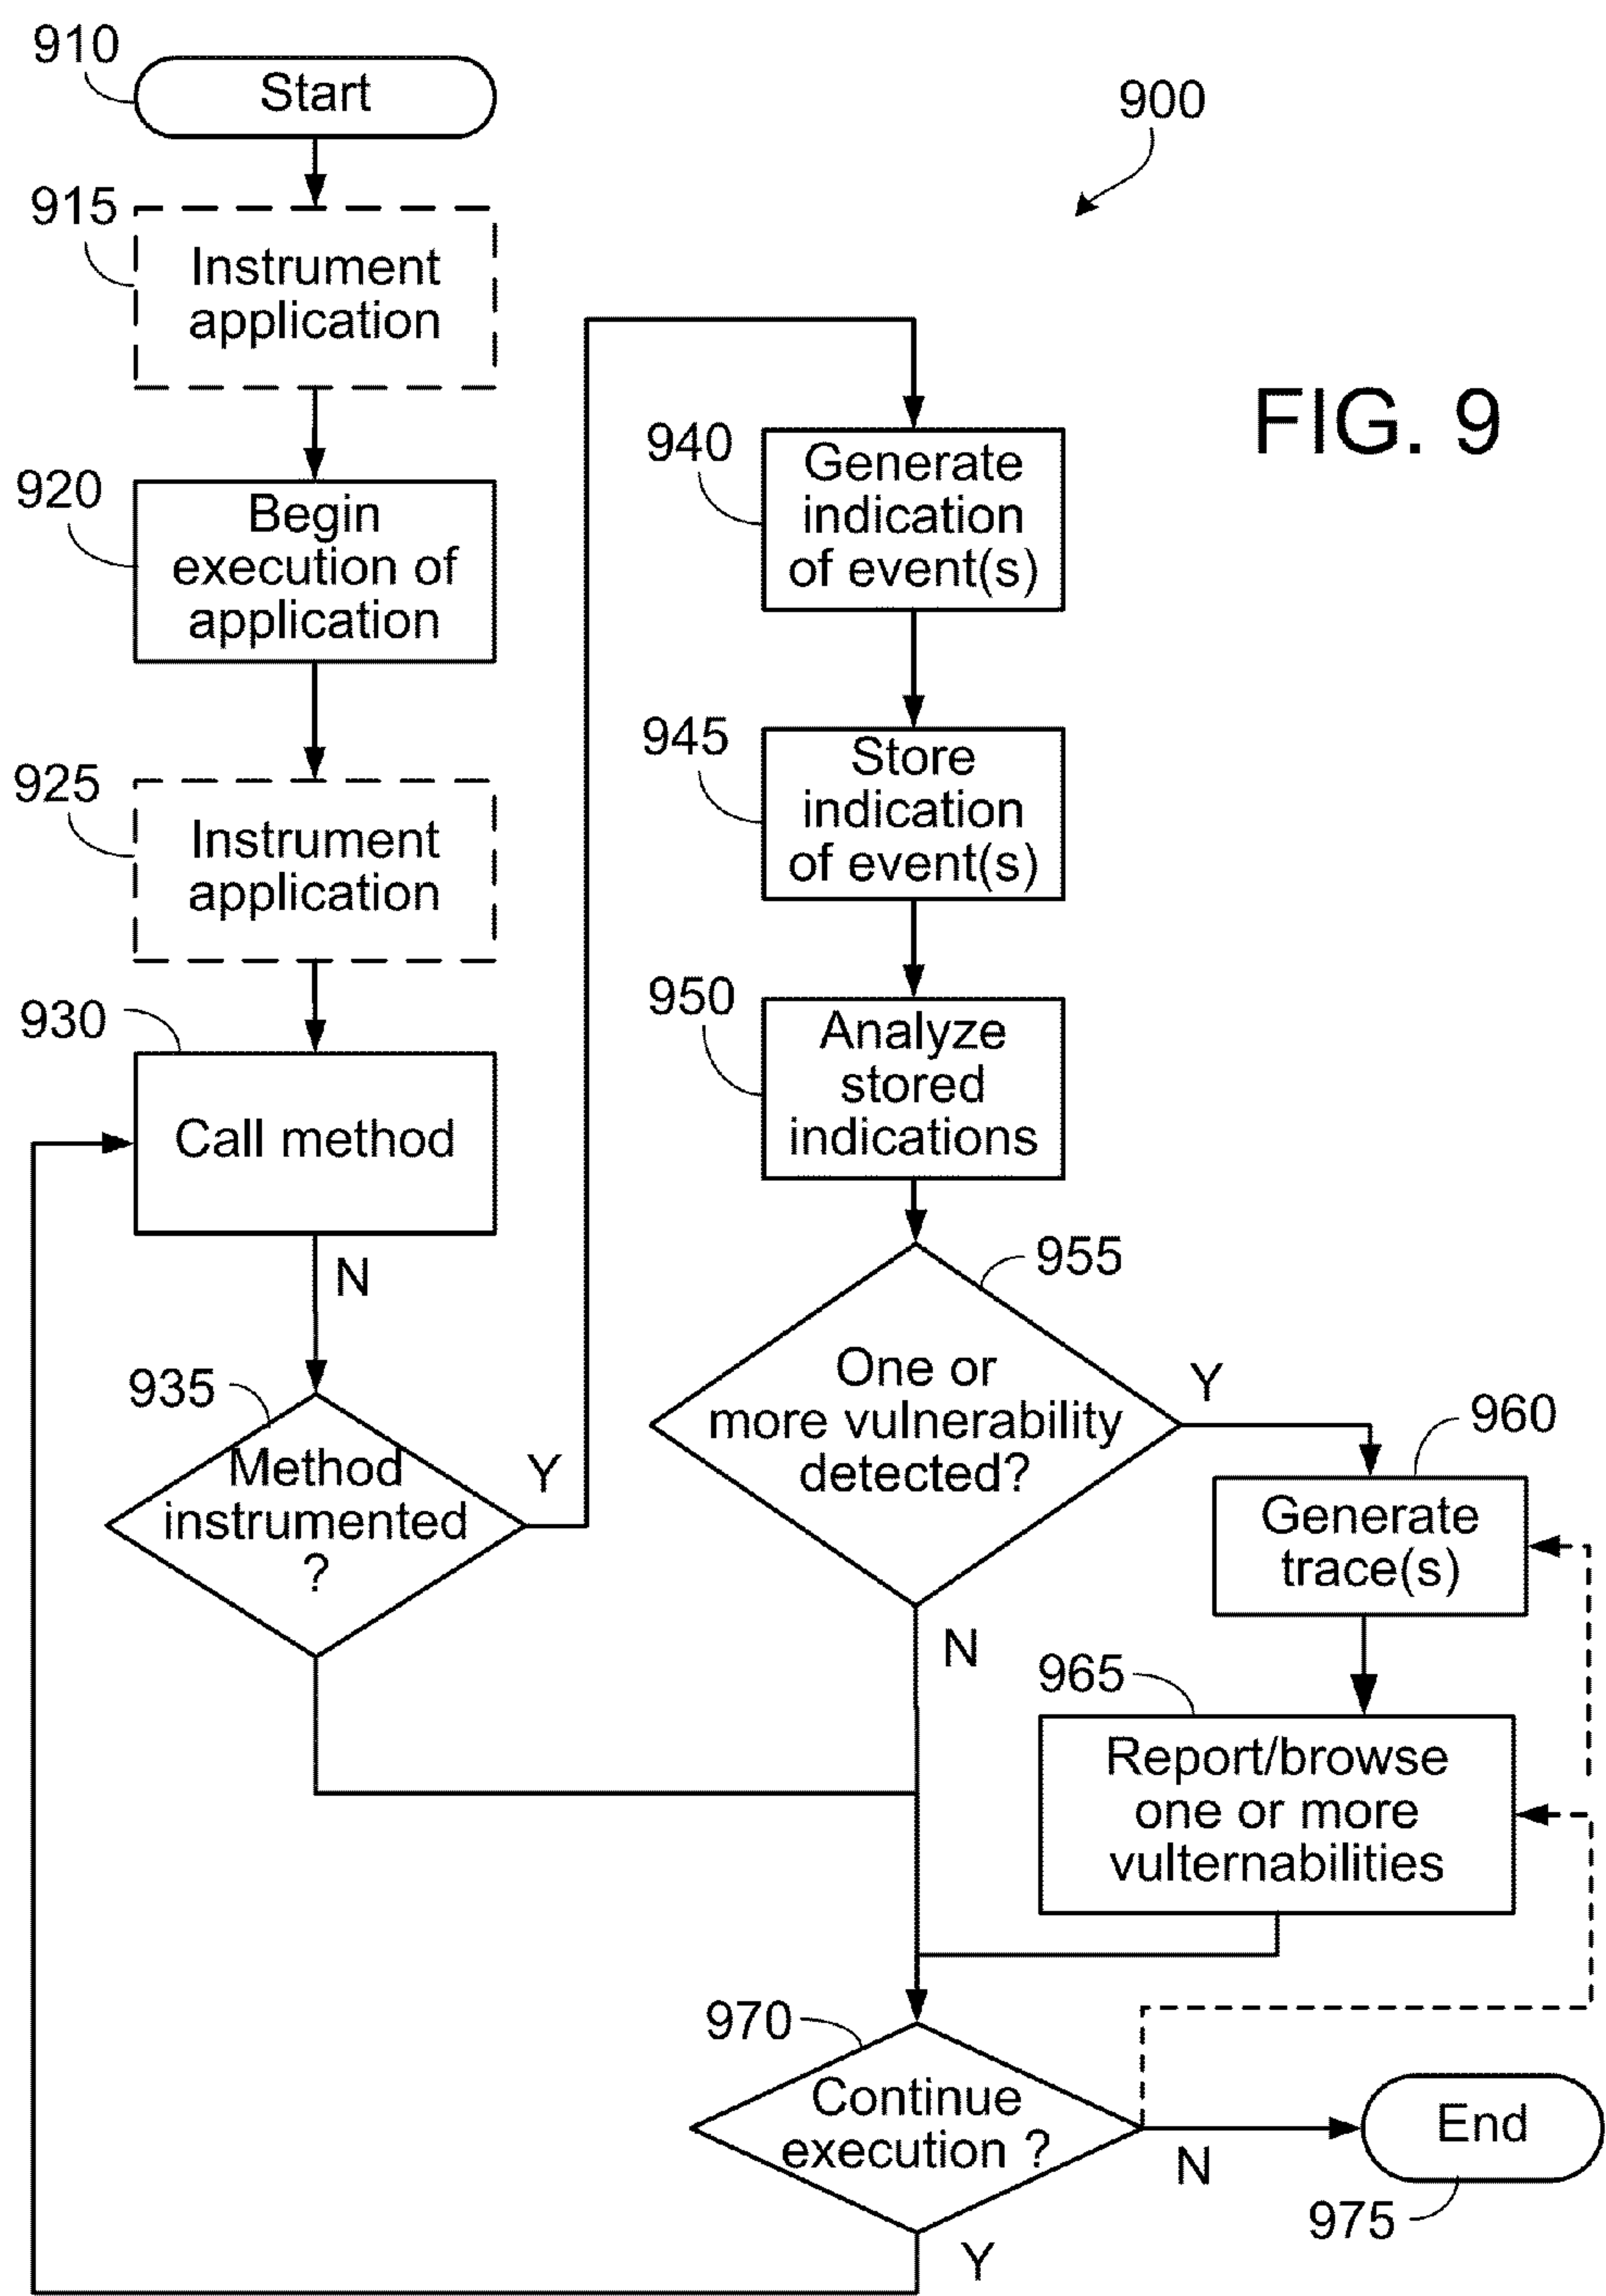 910
Start
900
915
Instrument
application
FIG. 9
920
Begin
execution of
application
940
Generate
indication
of event(s)
925
Instrument
application
945
Store
indication
of event(s)
930
Call method
N
950
Analyze
stored
indications
935
Method
instrumented
?
Y
955
One or
more vulnerability
detected?
Y
N
960
Generate
trace(s)
965
Report/browse
one or more
vulternabilities
970
Continue
execution ?
N
Y
End
975